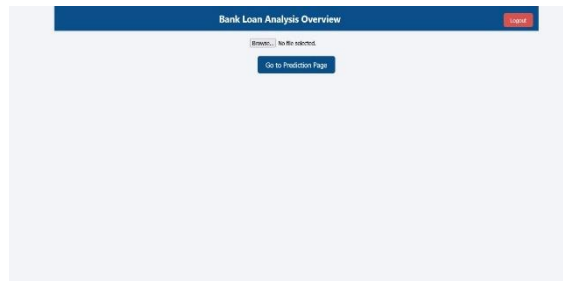 Bank Loan Analysis Overview
Logout
Browse... No file selected.
Go to Prediction Page